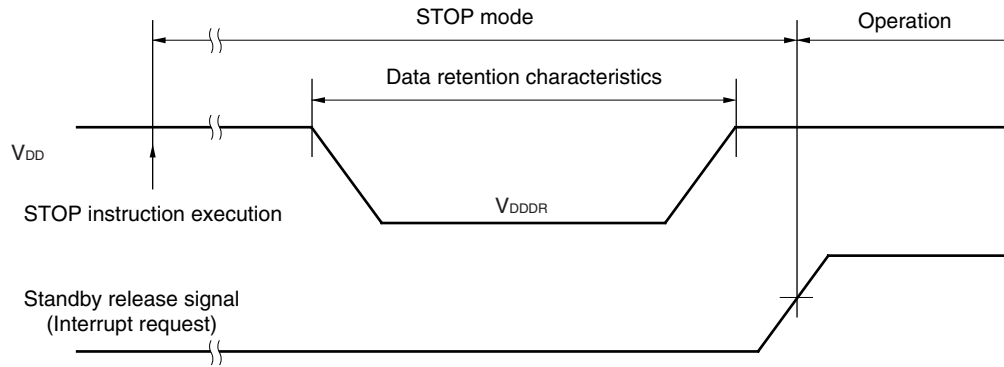 STOP mode
Operation
Data retention characteristics
VDD
STOP instruction execution
VDDDR
Standby release signal
(Interrupt request)